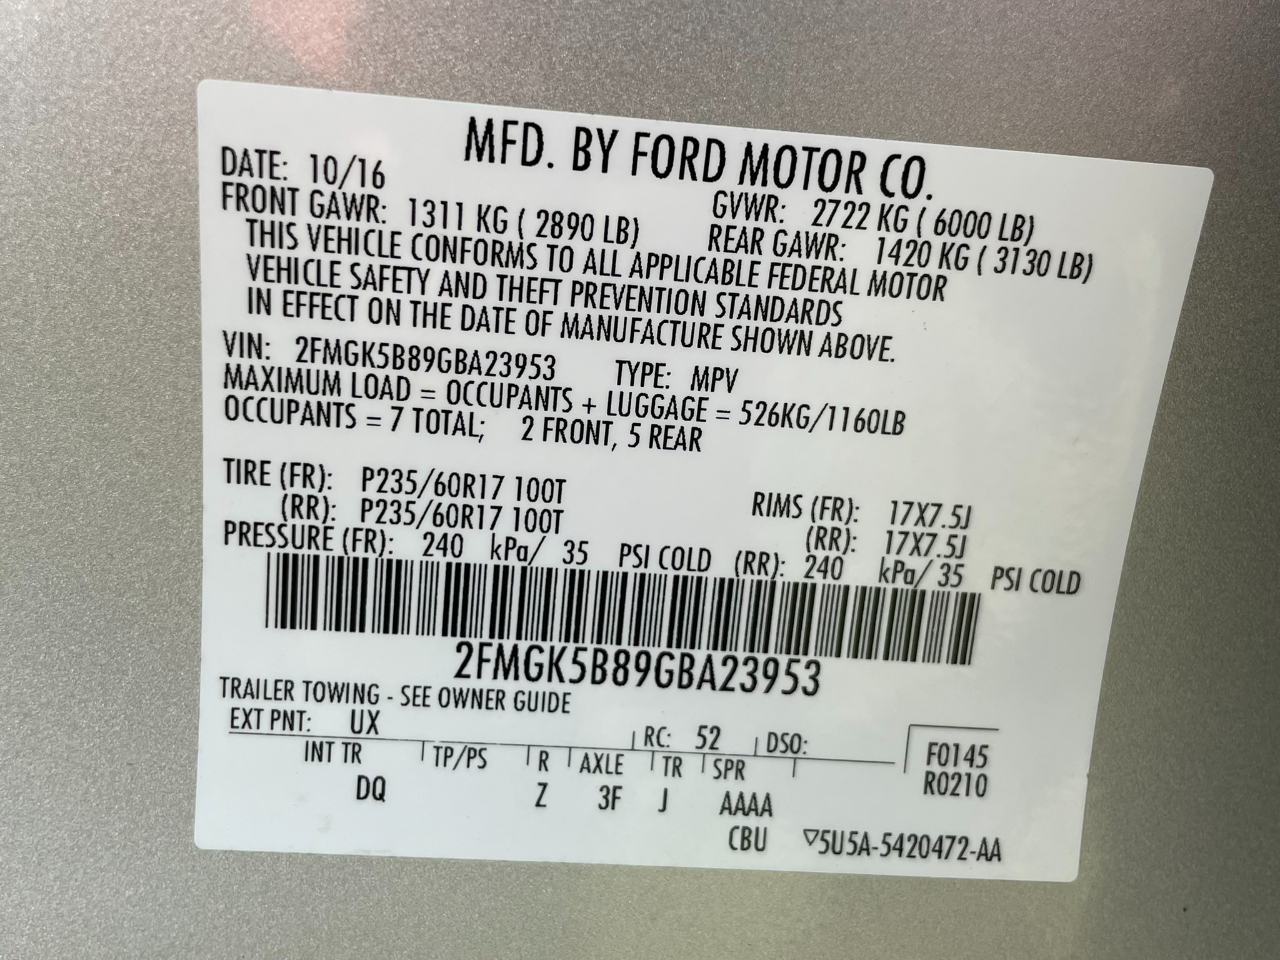 MFD. BY FORD MOTOR CO.
DATE: 10/16 GVWR: 2722 KG ( 6000 LB)
FRONT GAWR: 1311 KG ( 2890 LB) REAR GAWR: 1420 KG ( 3130 LB)
THIS VEHICLE CONFORMS TO ALL APPLICABLE FEDERAL MOTOR
VEHICLE SAFETY AND THEFT PREVENTION STANDARDS
IN EFFECT ON THE DATE OF MANUFACTURE SHOWN ABOVE.
VIN: 2FMGK5B89GBA23953 TYPE: MPV
MAXIMUM LOAD = OCCUPANTS + LUGGAGE = 526KG/1160LB
OCCUPANTS = 7 TOTAL; 2 FRONT, 5 REAR
TIRE (FR): P235/60R17 100T RIMS (FR): 17X7.5J
(RR): P235/60R17 100T (RR): 17X7.5J
PRESSURE (FR): 240 kPa/ 35 PSI COLD (RR): 240 kPa/ 35 PSI COLD
2FMGK5B89GBA23953
TRAILER TOWING - SEE OWNER GUIDE
EXT PNT: UX RC: 52 DSO: F0145
INT TR TP/PS R AXLE TR SPR R0210
DQ Z 3F J AAAA
CBU ▽5U5A-5420472-AA